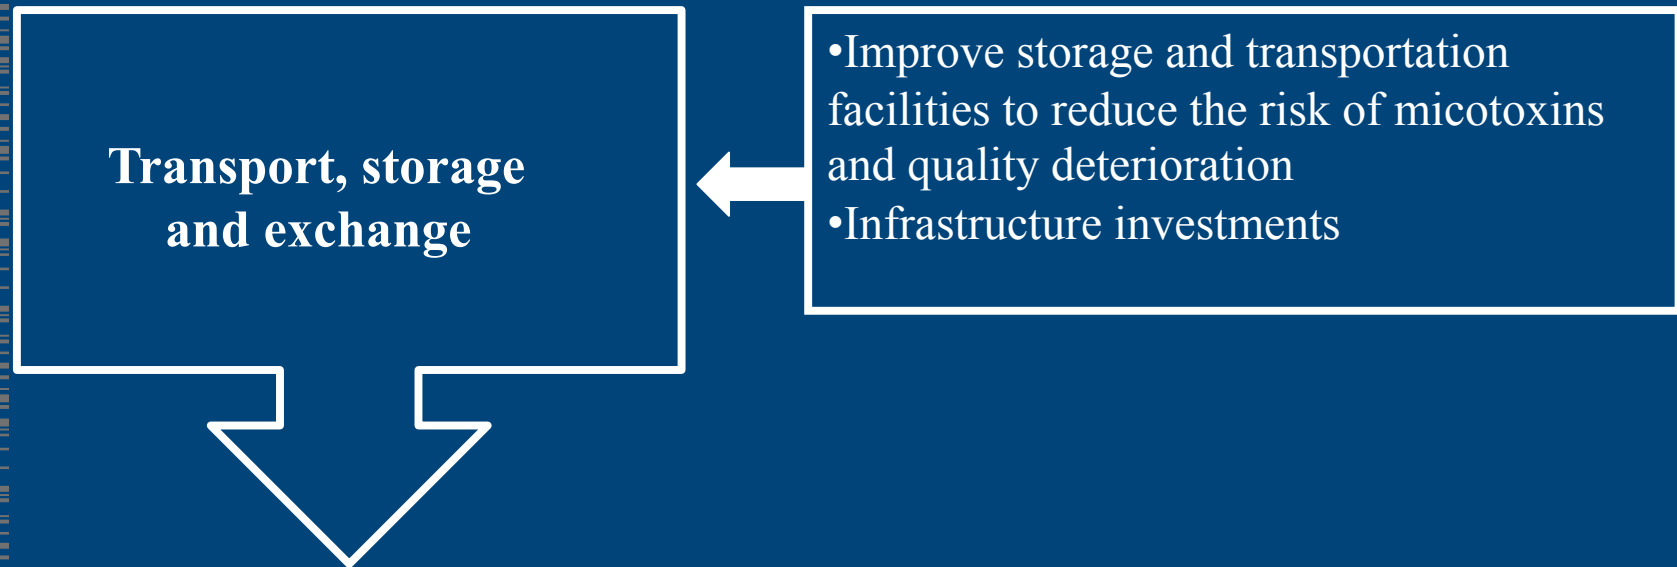 Transport, storage
and exchange
•Improve storage and transportation
facilities to reduce the risk of micotoxins
and quality deterioration
•Infrastructure investments